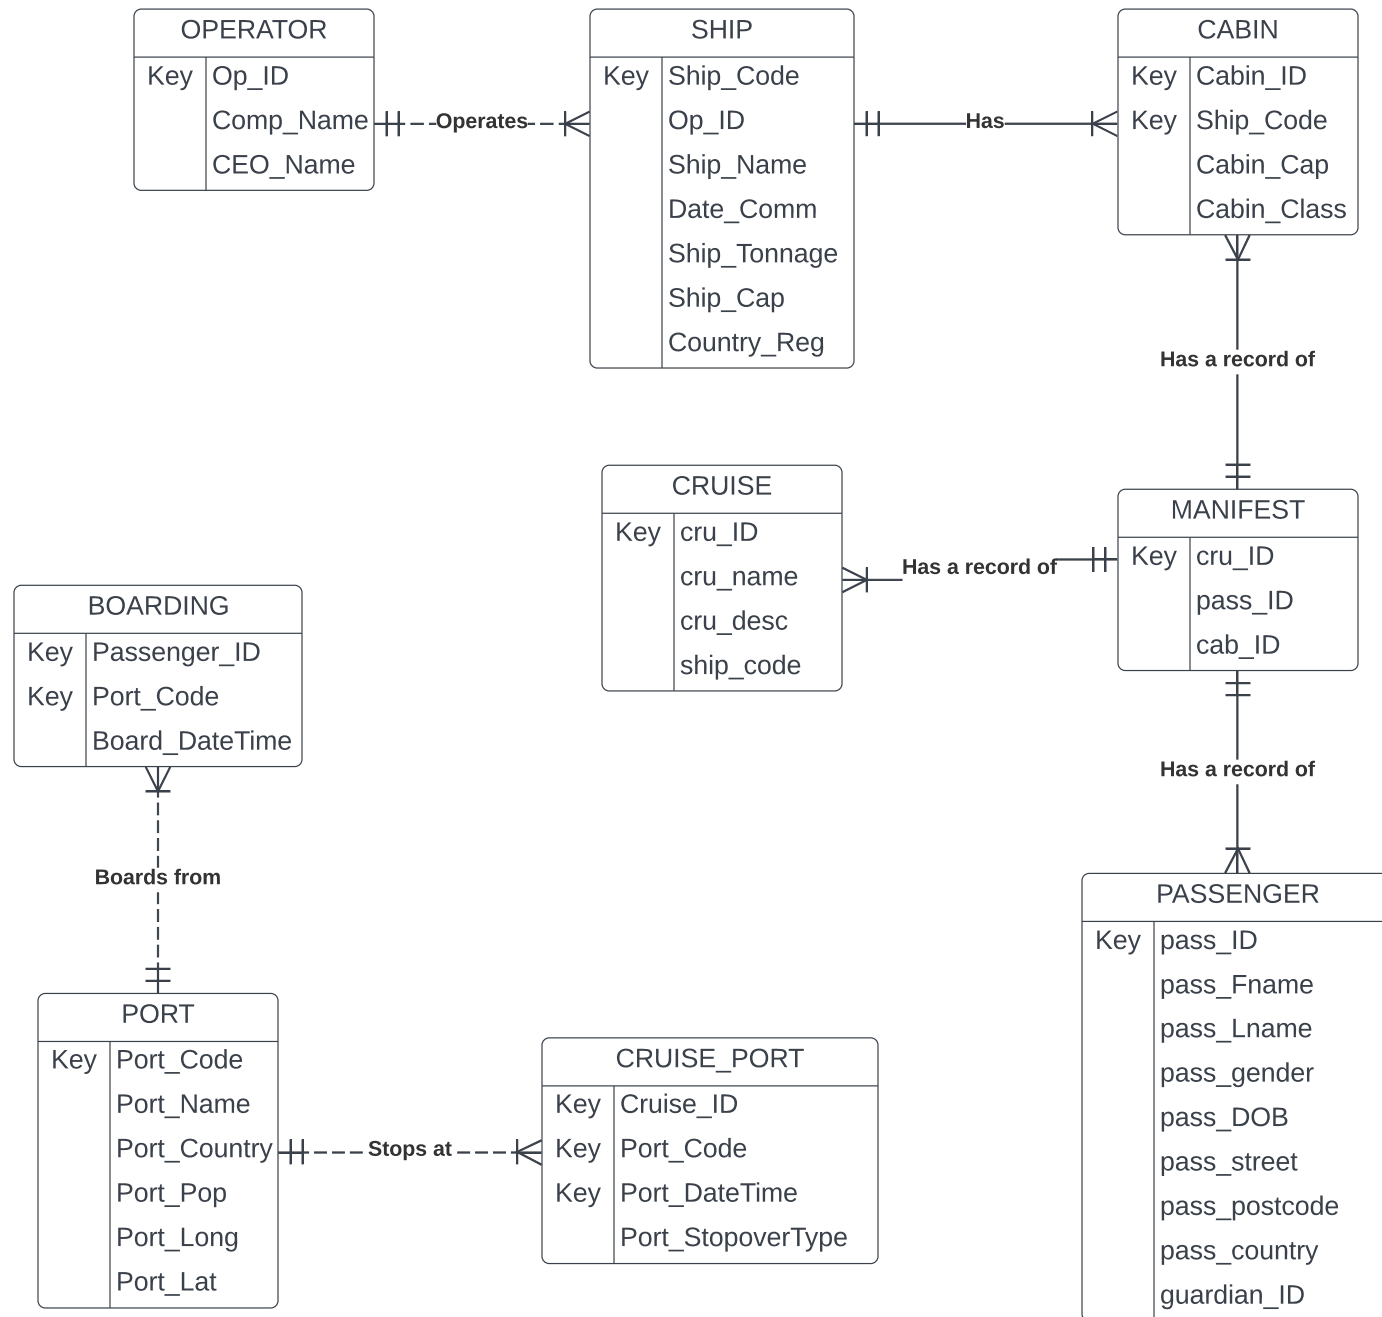 OPERATOR
Key Op_ID
Comp_Name
CEO_Name
Operates
SHIP
Key Ship_Code
Op_ID
Ship_Name
Date_Comm
Ship_Tonnage
Ship_Cap
Country_Reg
Has
CABIN
Key Cabin_ID
Key Ship_Code
Cabin_Cap
Cabin_Class
Has a record of
CRUISE
Key cru_ID
cru_name
cru_desc
ship_code
Has a record of
MANIFEST
Key cru_ID
pass_ID
cab_ID
BOARDING
Key Passenger_ID
Key Port_Code
Board_DateTime
Has a record of
Boards from
PORT
Key Port_Code
Port_Name
Port_Country
Port_Pop
Port_Long
Port_Lat
Stops at
CRUISE_PORT
Key Cruise_ID
Key Port_Code
Key Port_DateTime
Port_StopoverType
PASSENGER
Key pass_ID
pass_Fname
pass_Lname
pass_gender
pass_DOB
pass_street
pass_postcode
pass_country
guardian_ID